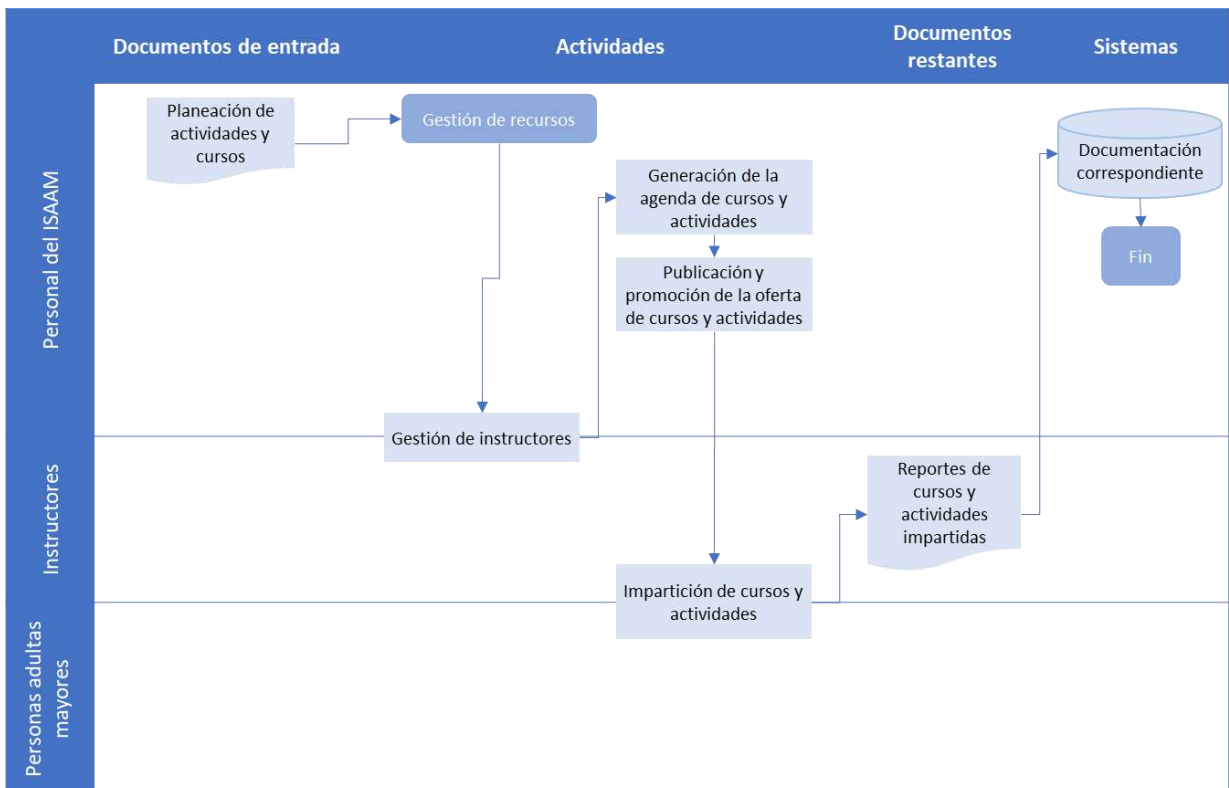 Documentos de entrada
Actividades
Documentos
restantes
Sistemas
Personal del ISAAM
Planeación de
actividades y
cursos
Gestión de recursos
Generación de la
agenda de cursos y
actividades
Publicación y
promoción de la oferta
de cursos y actividades
Gestión de instructores
Documentación
correspondiente
Fin
Instructores
Reportes de
cursos y
actividades
impartidas
Impartición de cursos y
actividades
Personas adultas
mayores